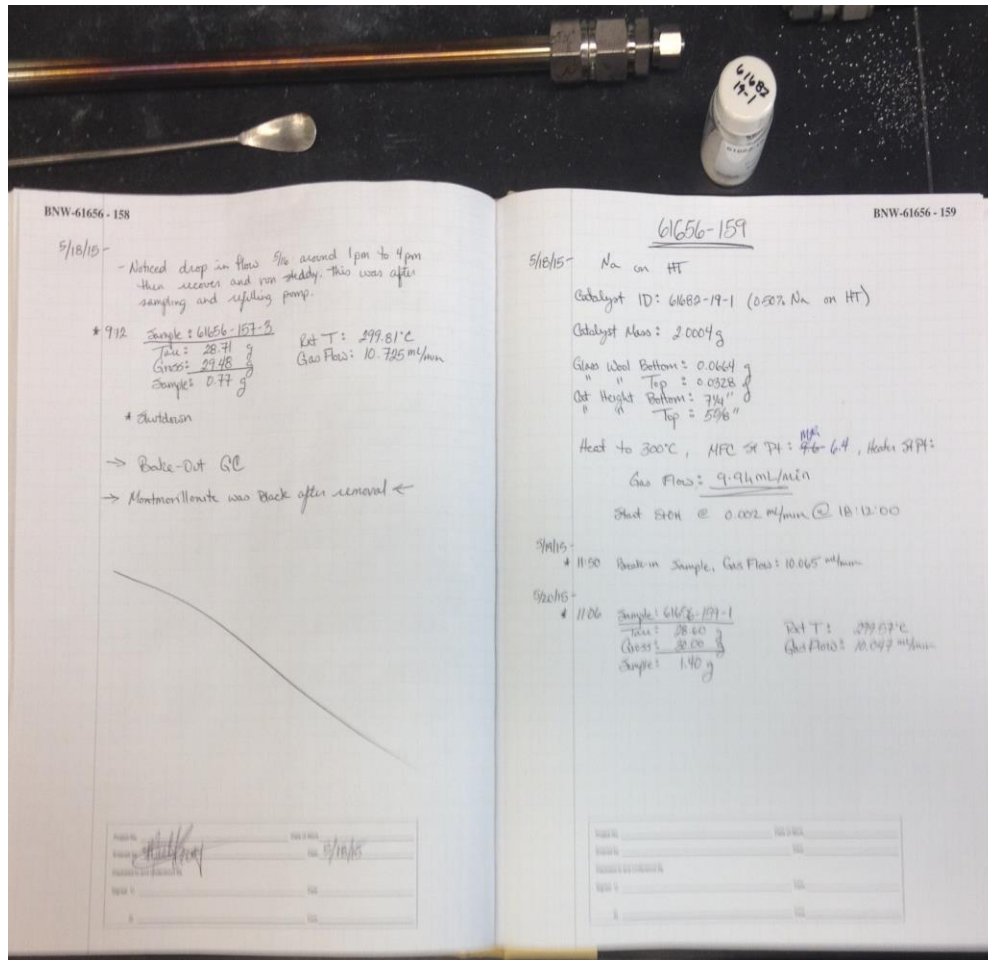 61682
19-1
BNW-61656 - 158
5/18/15 -
- Noticed drop in flow 5/16 around 1pm to 4pm
then recover and run steady. this was after
sampling and refilling pump.
* 912 Sample: 61656-157-3
Tare: 28.71 g
Gross: 29.48 g
Sample: 0.77 g
Rxt T: 299.81°C
Gas Flow: 10.725 ml/min
* Shutdown
→ Bake-Out GC
→ Montmorillonite was Black after removal ←
5/18/15
BNW-61656 - 159
61656-159
5/18/15 - Na on HT
Catalyst ID: 61682-19-1 (0.50% Na on HT)
Catalyst Mass: 2.0004 g
Glass Wool Bottom: 0.0664 g
" " Top : 0.0328 g
Cat Height Bottom: 7 1/4"
" " Top : 5 5/8"
Heat to 300°C, MFC St Pt: 6.4, Heater St Pt:
Gas Flow: 9.94 mL/min
Start EtOH @ 0.002 ml/min @ 18:12:00
5/19/15 -
* 11:50 Break-in Sample, Gas Flow: 10.065 ml/min
5/20/15 -
* 11:06 Sample: 61656-159-1
Tare: 28.60 g
Gross: 30.00 g
Sample: 1.40 g
Rxt T: 299.57°C
Gas Flow: 10.047 ml/min